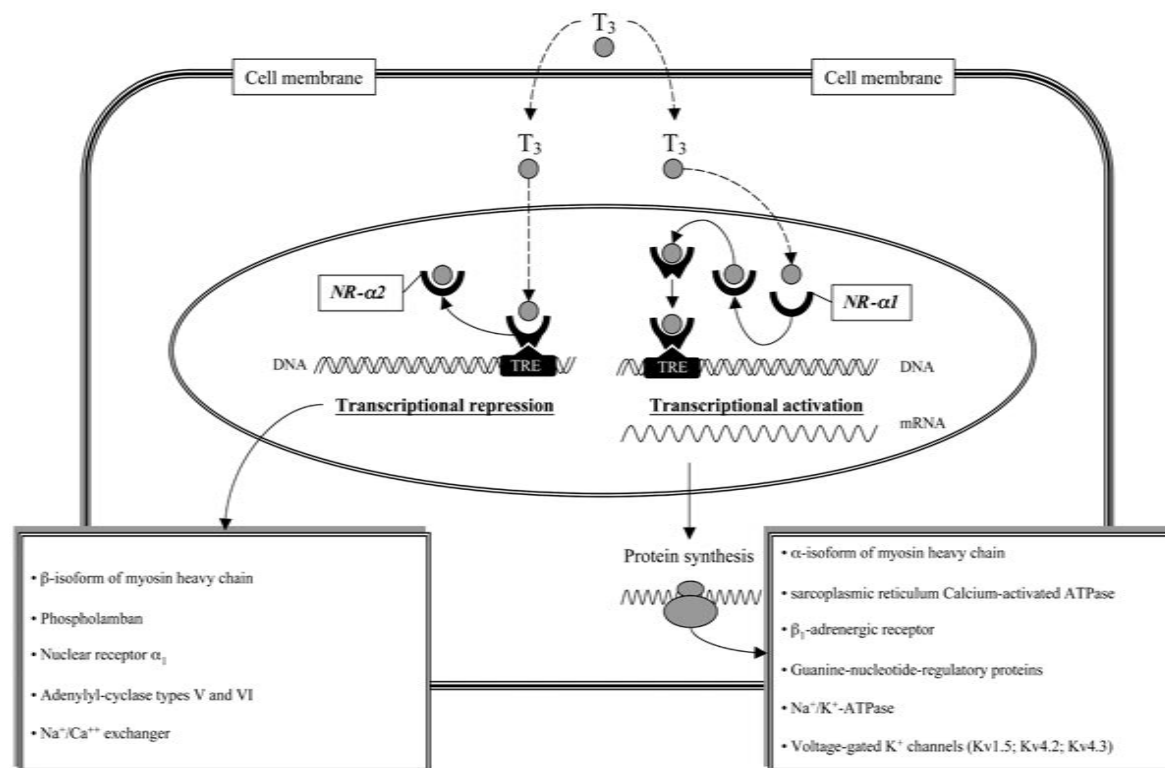 T₃
Cell membrane
Cell membrane
T₃
T₃
NR-α2
NR-α1
DNA
TRE
TRE
DNA
Transcriptional repression
Transcriptional activation
mRNA
Protein synthesis
• β-isoform of myosin heavy chain
• Phospholamban
• Nuclear receptor α₁
• Adenylyl-cyclase types V and VI
• Na⁺/Ca⁺⁺ exchanger
• α-isoform of myosin heavy chain
• sarcoplasmic reticulum Calcium-activated ATPase
• β₁-adrenergic receptor
• Guanine-nucleotide-regulatory proteins
• Na⁺/K⁺-ATPase
• Voltage-gated K⁺ channels (Kv1.5; Kv4.2; Kv4.3)